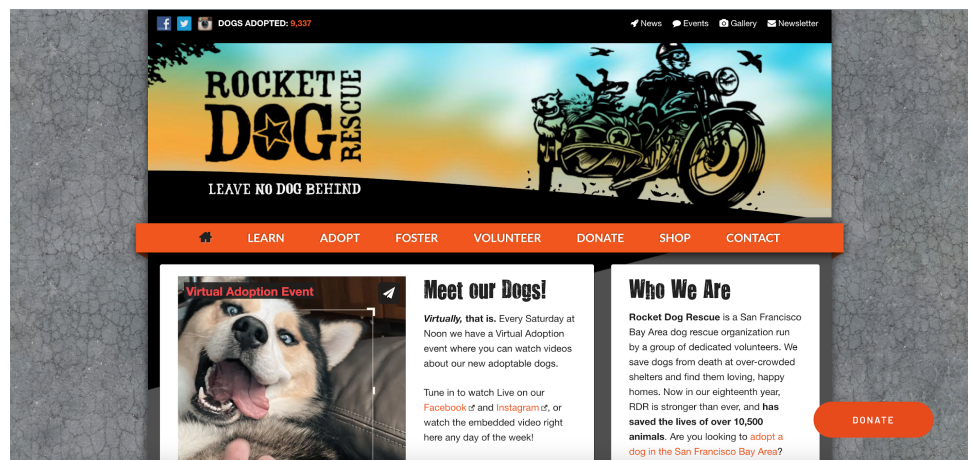 DOGS ADOPTED: 9,337
News Events Gallery Newsletter
ROCKET
DOG
RESCUE
LEAVE NO DOG BEHIND
LEARN ADOPT FOSTER VOLUNTEER DONATE SHOP CONTACT
Virtual Adoption Event
Meet our Dogs!
Virtually, that is. Every Saturday at
Noon we have a Virtual Adoption
event where you can watch videos
about our new adoptable dogs.
Tune in to watch Live on our
Facebook and Instagram, or
watch the embedded video right
here any day of the week!
Who We Are
Rocket Dog Rescue is a San Francisco
Bay Area dog rescue organization run
by a group of dedicated volunteers. We
save dogs from death at over-crowded
shelters and find them loving, happy
homes. Now in our eighteenth year,
RDR is stronger than ever, and has
saved the lives of over 10,500
animals. Are you looking to adopt a
dog in the San Francisco Bay Area?
DONATE